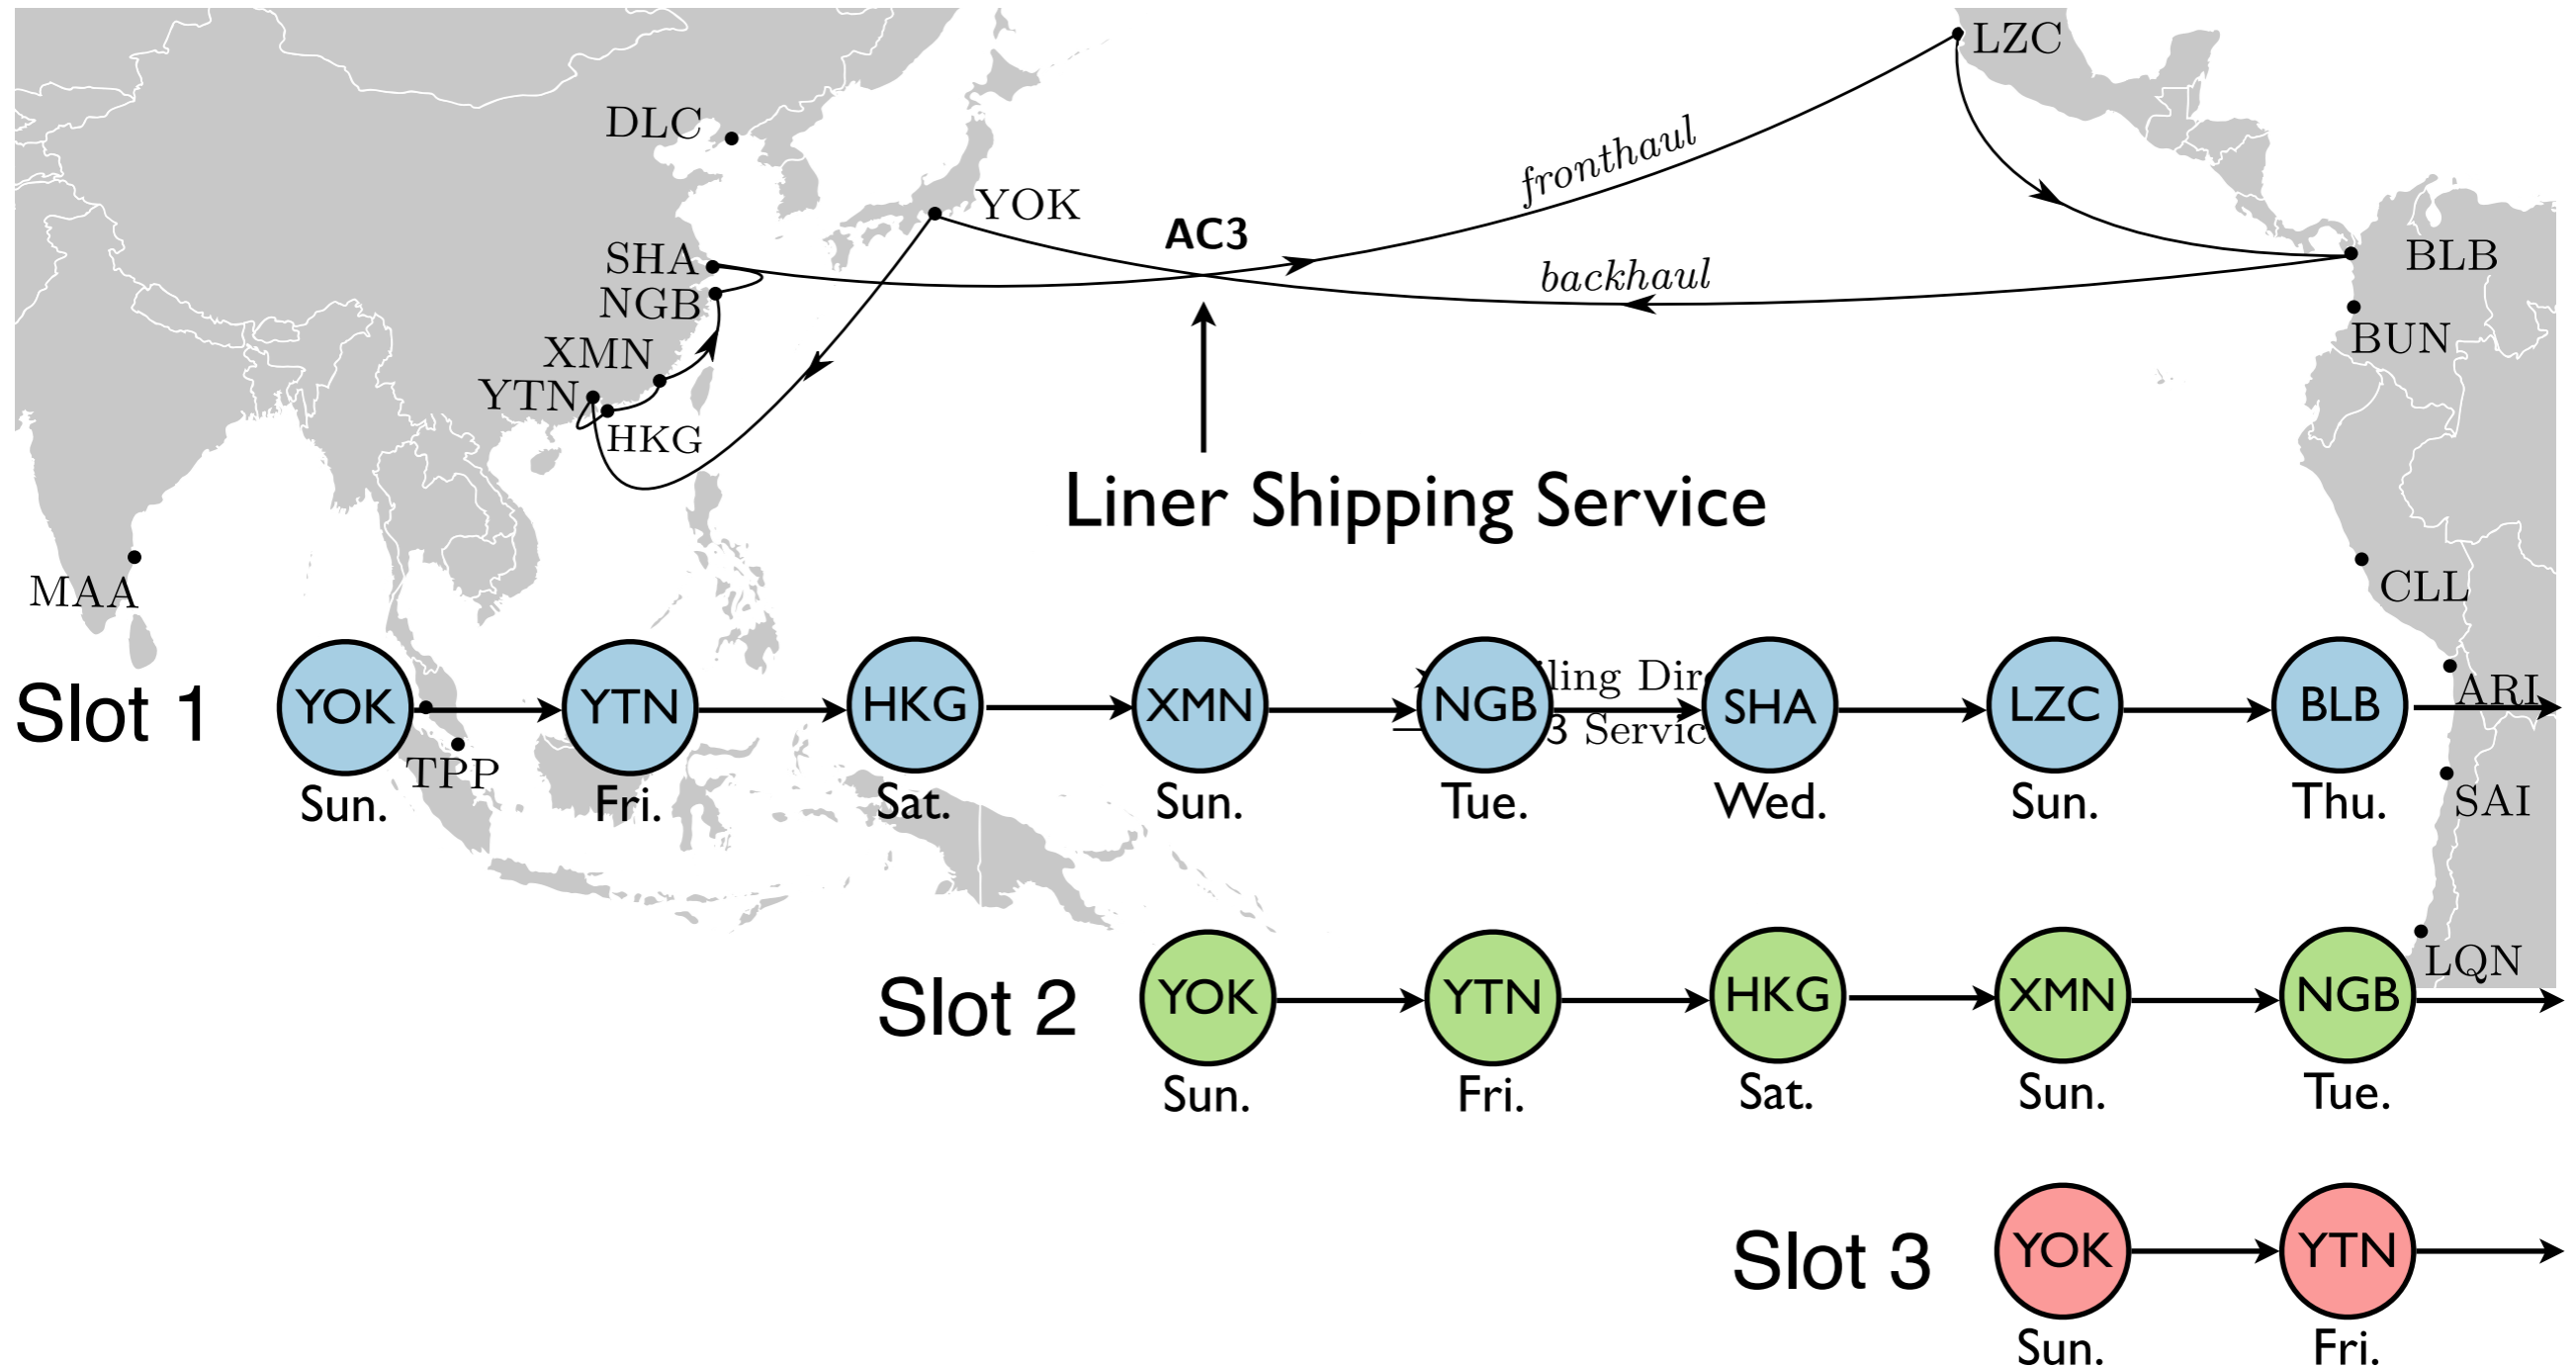 LZC
DLC
fronthaul
YOK
AC3
SHA
BLB
backhaul
NGB
BUN
XMN
YTN
HKG
Liner Shipping Service
MAA
CLL
Slot 1
YOK YTN HKG XMN NGB SHA LZC BLB
ARI
3 Servic
TPP
Sun. Fri. Sat. Sun. Tue. Wed. Sun. Thu.
SAI
LQN
Slot 2
YOK YTN HKG XMN NGB
Sun. Fri. Sat. Sun. Tue.
Slot 3
YOK YTN
Sun. Fri.